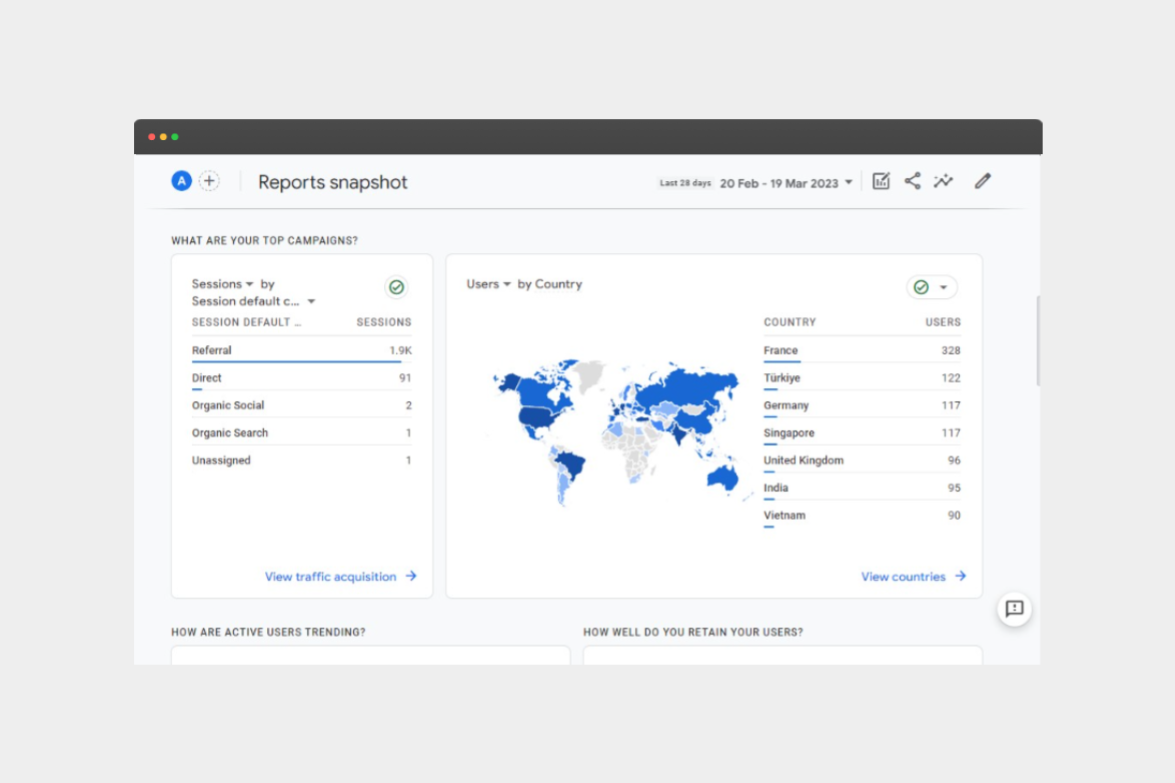 A
Reports snapshot
Last 28 days 20 Feb - 19 Mar 2023
WHAT ARE YOUR TOP CAMPAIGNS?
Sessions by
Session default c...
SESSION DEFAULT ... SESSIONS
Referral 1.9K
Direct 91
Organic Social 2
Organic Search 1
Unassigned 1
View traffic acquisition
Users by Country
COUNTRY USERS
France 328
Türkiye 122
Germany 117
Singapore 117
United Kingdom 96
India 95
Vietnam 90
View countries
HOW ARE ACTIVE USERS TRENDING?
HOW WELL DO YOU RETAIN YOUR USERS?